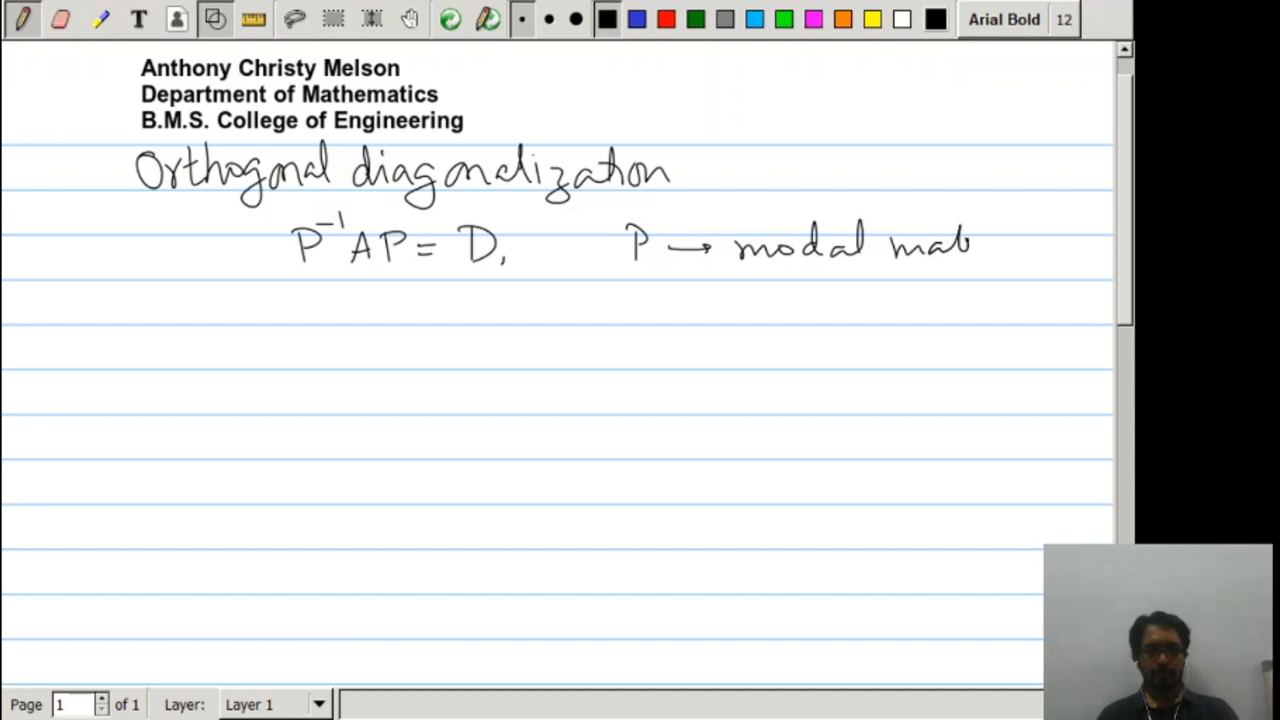 Arial Bold 12
Anthony Christy Melson
Department of Mathematics
B.M.S. College of Engineering
Orthogonal diagonalization
P⁻¹AP = D, P → modal mat
Page 1 of 1 Layer: Layer 1